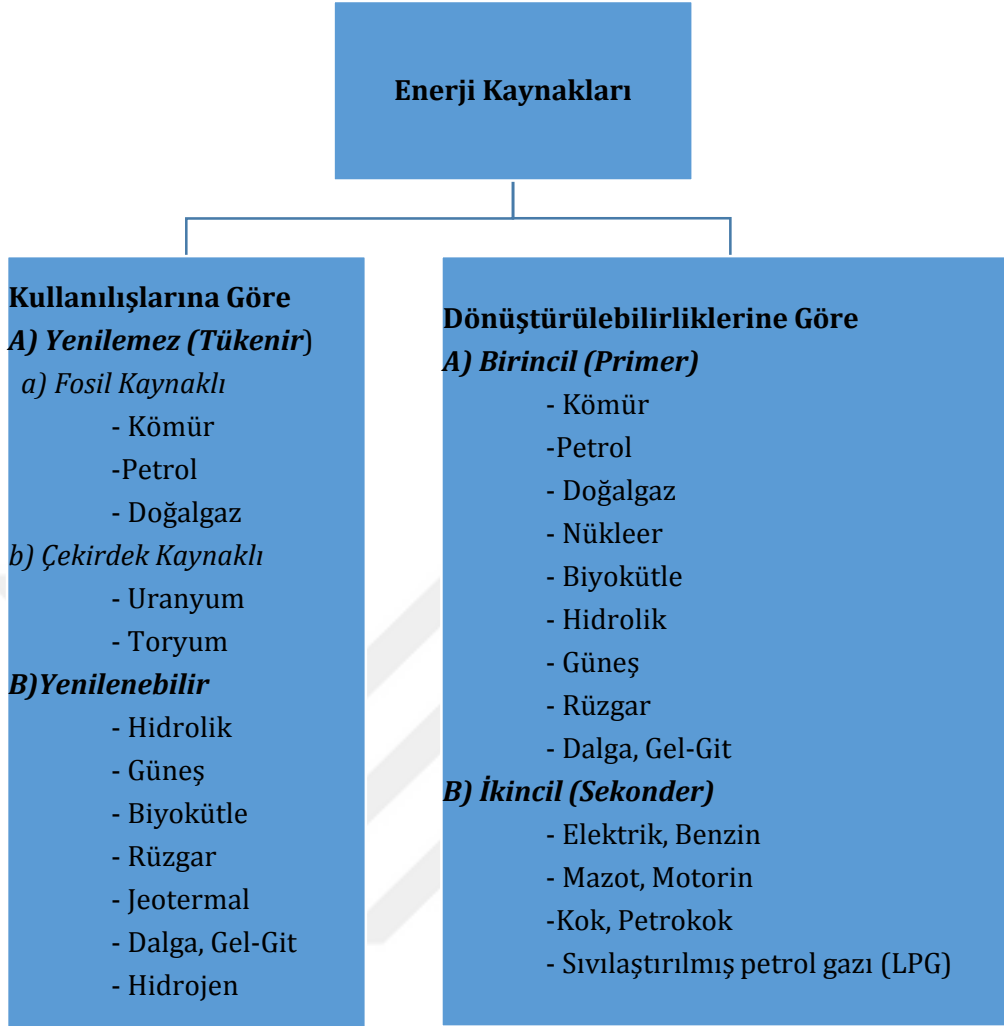 Enerji Kaynakları
Kullanılışlarına Göre
A) Yenilemez (Tükenir)
a) Fosil Kaynaklı
- Kömür
-Petrol
- Doğalgaz
b) Çekirdek Kaynaklı
- Uranyum
- Toryum
B)Yenilenebilir
- Hidrolik
- Güneş
- Biyokütle
- Rüzgar
- Jeotermal
- Dalga, Gel-Git
- Hidrojen
Dönüştürülebilirliklerine Göre
A) Birincil (Primer)
- Kömür
-Petrol
- Doğalgaz
- Nükleer
- Biyokütle
- Hidrolik
- Güneş
- Rüzgar
- Dalga, Gel-Git
B) İkincil (Sekonder)
- Elektrik, Benzin
- Mazot, Motorin
-Kok, Petrokok
- Sıvılaştırılmış petrol gazı (LPG)